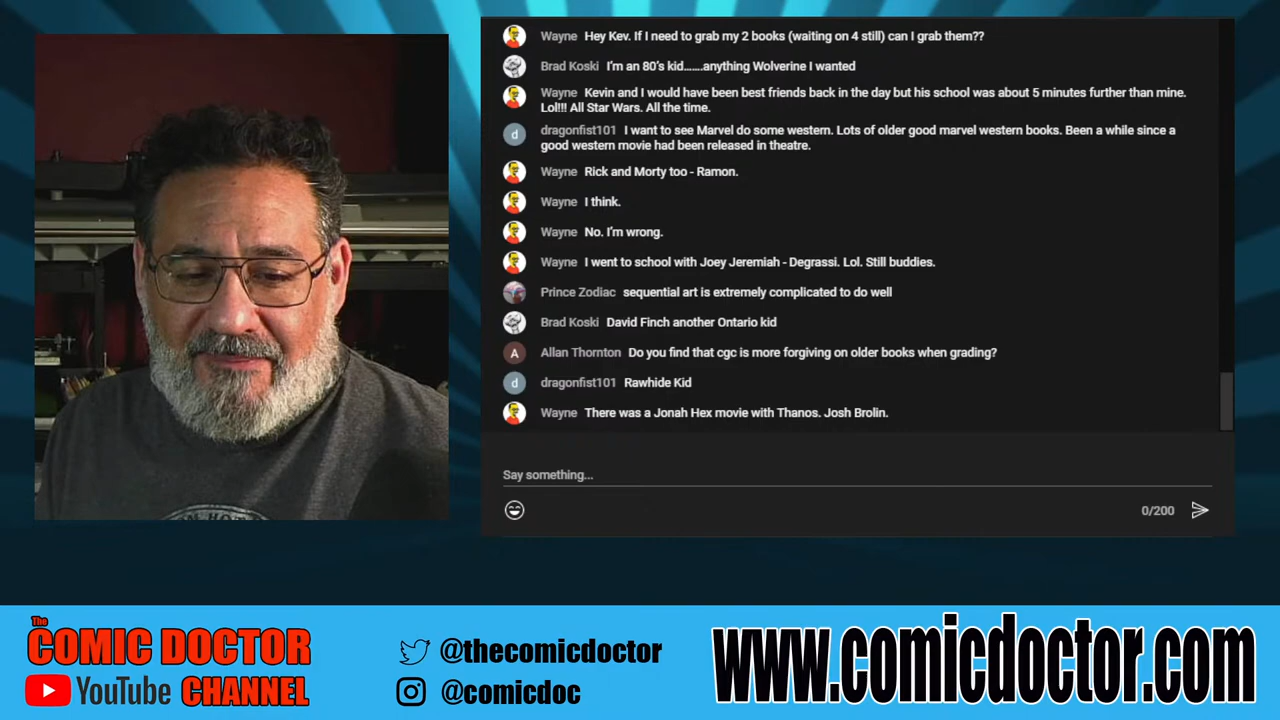 Wayne Hey Kev. If I need to grab my 2 books (waiting on 4 still) can I grab them??
Brad Koski I'm an 80's kid.......anything Wolverine I wanted
Wayne Kevin and I would have been best friends back in the day but his school was about 5 minutes further than mine.
Lol!!! All Star Wars. All the time.
d dragonfist101 I want to see Marvel do some western. Lots of older good marvel western books. Been a while since a
good western movie had been released in theatre.
Wayne Rick and Morty too - Ramon.
Wayne I think.
Wayne No. I'm wrong.
Wayne I went to school with Joey Jeremiah - Degrassi. Lol. Still buddies.
Prince Zodiac sequential art is extremely complicated to do well
Brad Koski David Finch another Ontario kid
A Allan Thornton Do you find that cgc is more forgiving on older books when grading?
d dragonfist101 Rawhide Kid
Wayne There was a Jonah Hex movie with Thanos. Josh Brolin.
Say something...
0/200
The
COMIC DOCTOR
YouTube CHANNEL
@thecomicdoctor
@comicdoc
www.comicdoctor.com